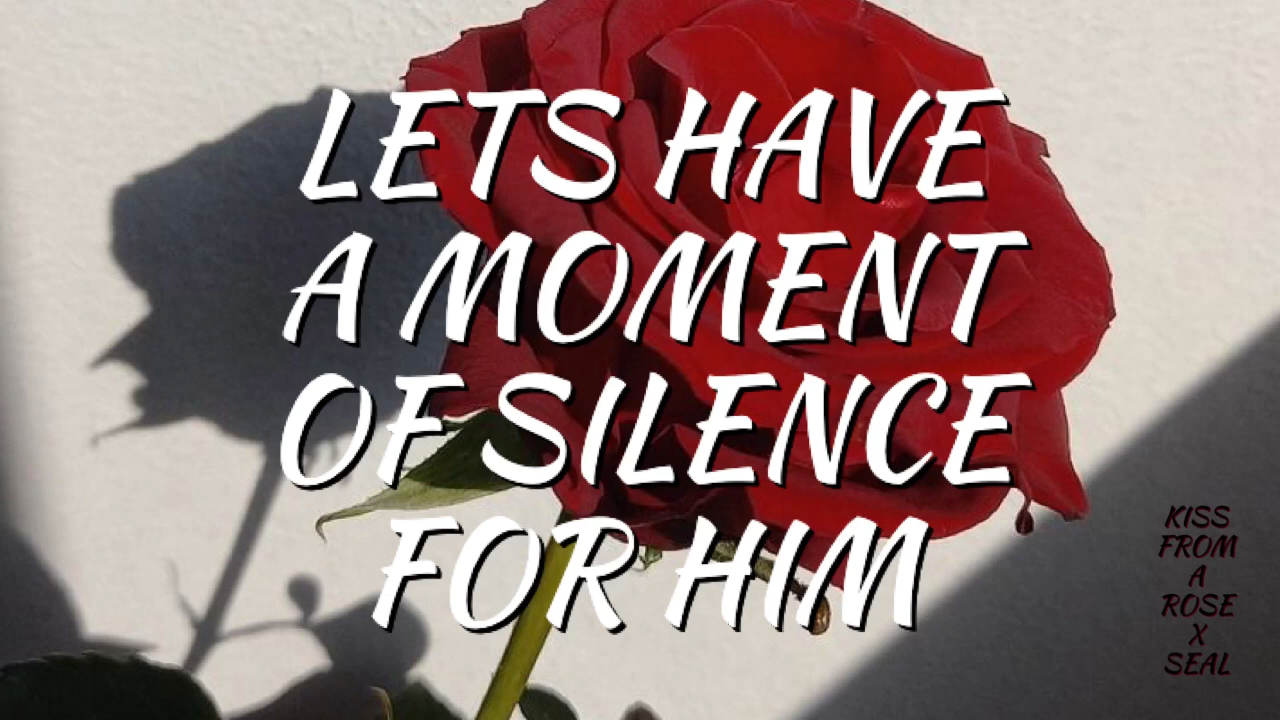 LETS HAVE
A MOMENT
OF SILENCE
FOR HIM
KISS
FROM
A
ROSE
X
SEAL